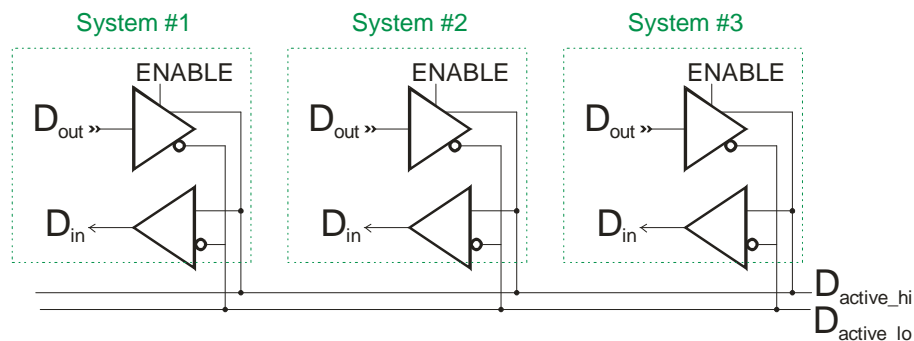 System #1 System #2 System #3
ENABLE ENABLE ENABLE
Dout Dout Dout
Din Din Din
Dactive_hi
Dactive_lo